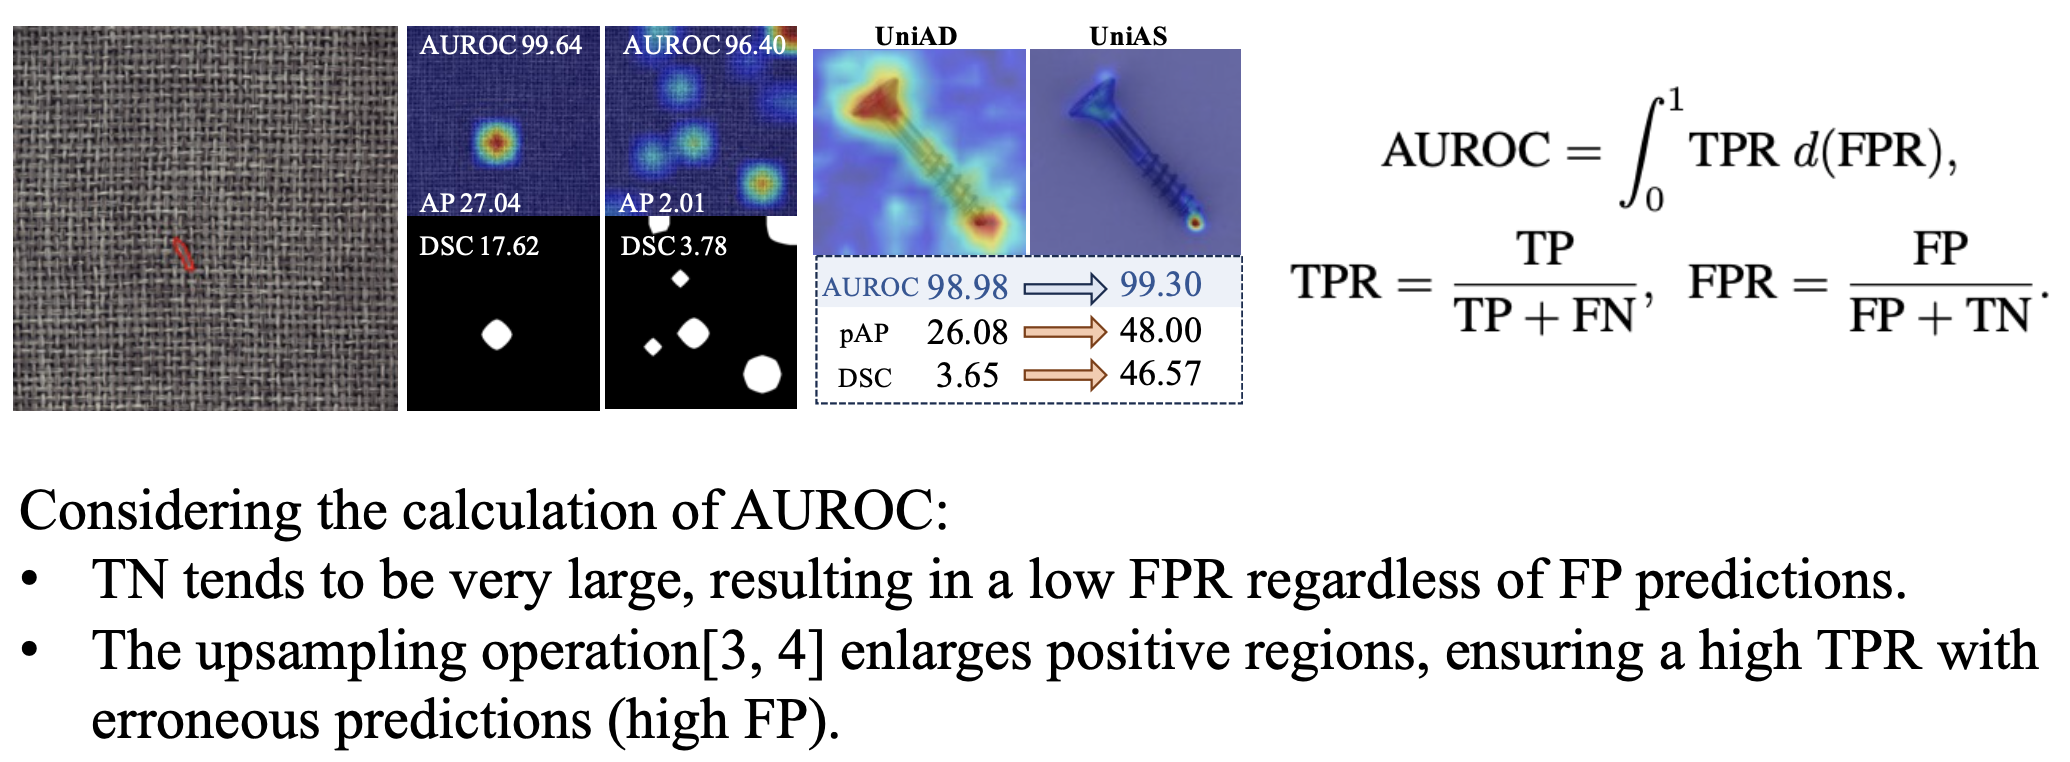 AUROC 99.64
AP 27.04
DSC 17.62
AUROC 96.40
AP 2.01
DSC 3.78
UniAD UniAS
AUROC 98.98 99.30
pAP 26.08 48.00
DSC 3.65 46.57
AUROC = ∫₀¹ TPR d(FPR),
TPR = TP / (TP + FN), FPR = FP / (FP + TN).
Considering the calculation of AUROC:
• TN tends to be very large, resulting in a low FPR regardless of FP predictions.
• The upsampling operation[3, 4] enlarges positive regions, ensuring a high TPR with
erroneous predictions (high FP).